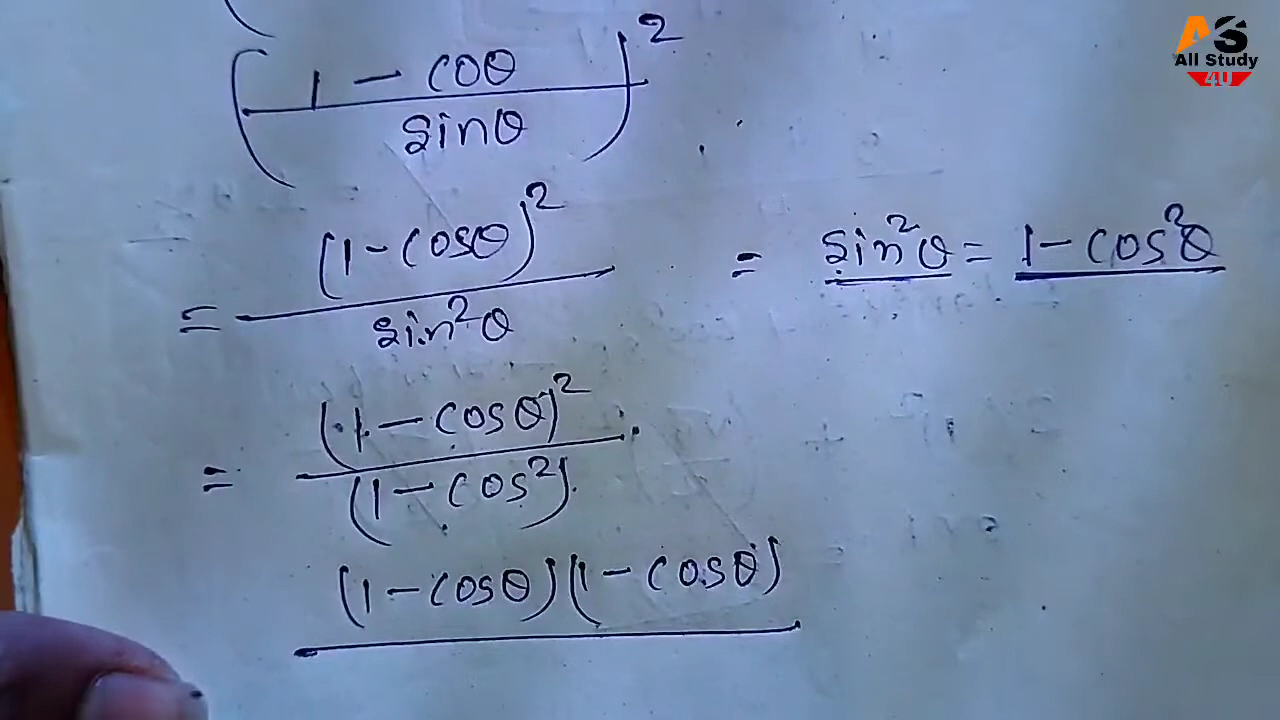 AS
All Study
4U
(1 - coθ / sinθ)²
= (1 - cosθ)² / sin²θ = sin²θ = 1 - cos²θ
= (1 - cosθ)² / (1 - cos²)
(1 - cosθ)(1 - cosθ)